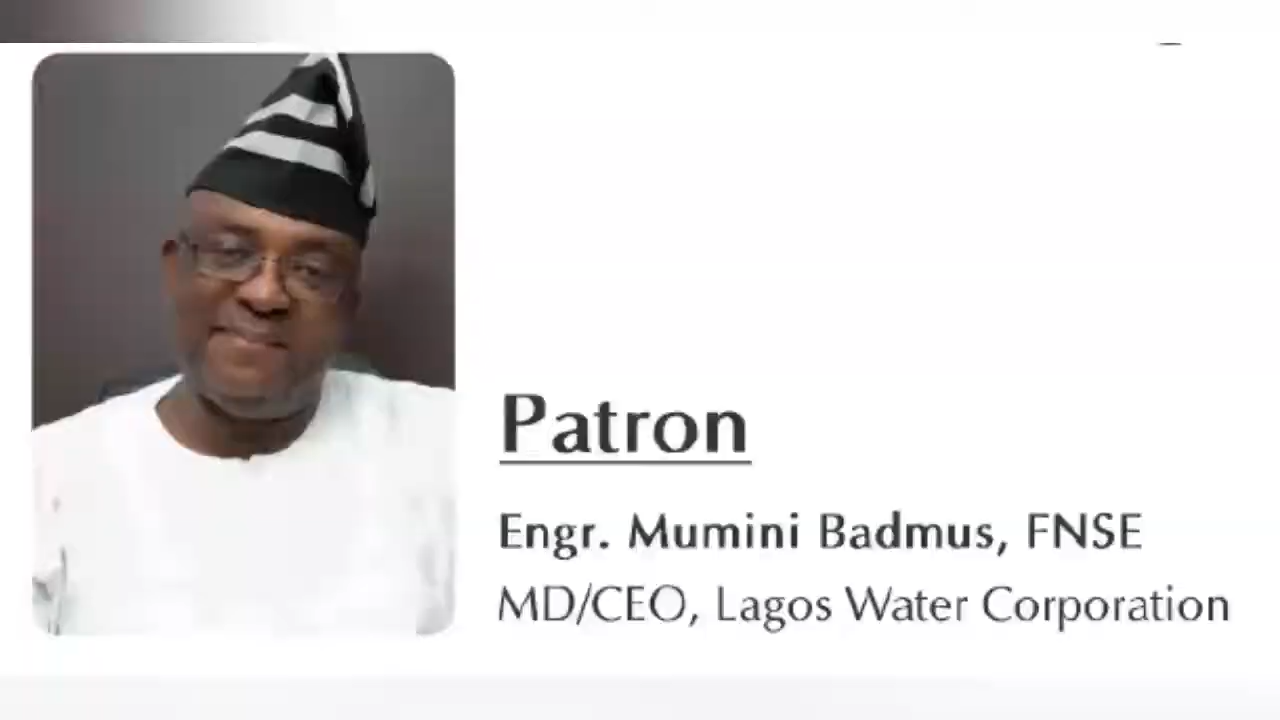 Patron
Engr. Mumini Badmus, FNSE
MD/CEO, Lagos Water Corporation